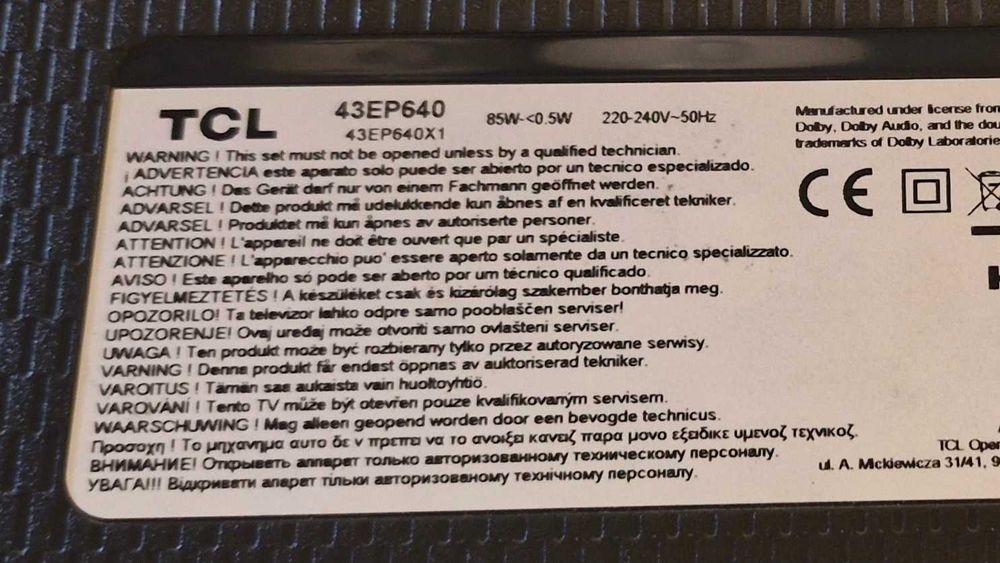 TCL 43EP640 85W-<0.5W 220-240V~50Hz
43EP640X1
WARNING ! This set must not be opened unless by a qualified technician.
¡ ADVERTENCIA este aparato solo puede ser abierto por un tecnico especializado.
ACHTUNG ! Das Gerät darf nur von einem Fachmann geöffnet werden.
ADVARSEL ! Dette produkt må udelukkende kun åbnes af en kvalificeret tekniker.
ADVARSEL ! Produktet må kun åpnes av autoriserte personer.
ATTENTION ! L'appareil ne doit être ouvert que par un spécialiste.
ATTENZIONE ! L'apparecchio puo' essere aperto solamente da un tecnico specializzato.
AVISO ! Este aparelho só pode ser aberto por um técnico qualificado.
FIGYELMEZTETÉS ! A készüléket csak és kizárólag szakember bonthatja meg.
OPOZORILO! Ta televizor lahko odpre samo pooblaščen serviser!
UPOZORENJE! Ovaj uređaj može otvoriti samo ovlašteni serviser.
UWAGA ! Ten produkt może być rozbierany tylko przez autoryzowane serwisy.
VARNING ! Denna produkt får endast öppnas av auktoriserad tekniker.
VAROITUS ! Tämän saa aukaista vain huoltoyhtiö.
VAROVÁNÍ ! Tento TV může být otevřen pouze kvalifikovaným servisem.
WAARSCHUWING ! Mag alleen geopend worden door een bevogde technicus.
Προσοχη ! Το μηχανημα αυτο δε ν πρεπει να το ανοιξει καναιζ παρα μονο εξειδικε υμενοζ τεχνικοζ.
ВНИМАНИЕ! Открывать аппарат только авторизованному техническому персоналу.
УВАГА!!! Відкривати апарат тільки авторизованому технічному персоналу.
Manufactured under license from
Dolby, Dolby Audio, and the dou
trademarks of Dolby Laboratorie
CE
TCL Oper
ul. A. Mickiewicza 31/41, 9